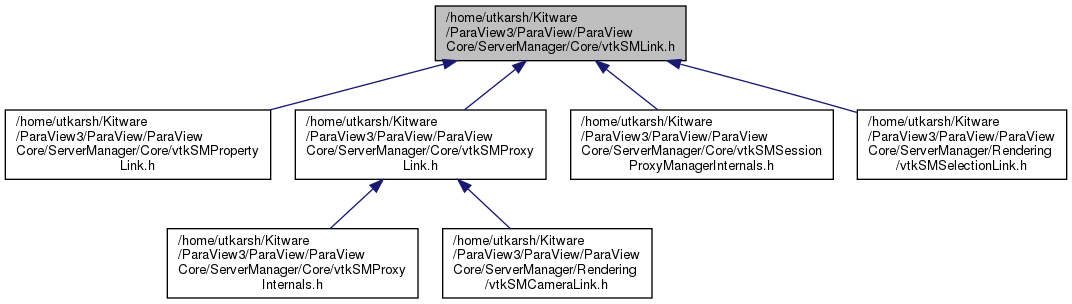 /home/utkarsh/Kitware
/ParaView3/ParaView/ParaView
Core/ServerManager/Core/vtkSMLink.h
/home/utkarsh/Kitware
/ParaView3/ParaView/ParaView
Core/ServerManager/Core/vtkSMProperty
Link.h
/home/utkarsh/Kitware
/ParaView3/ParaView/ParaView
Core/ServerManager/Core/vtkSMProxy
Link.h
/home/utkarsh/Kitware
/ParaView3/ParaView/ParaView
Core/ServerManager/Core/vtkSMSession
ProxyManagerInternals.h
/home/utkarsh/Kitware
/ParaView3/ParaView/ParaView
Core/ServerManager/Rendering
/vtkSMSelectionLink.h
/home/utkarsh/Kitware
/ParaView3/ParaView/ParaView
Core/ServerManager/Core/vtkSMProxy
Internals.h
/home/utkarsh/Kitware
/ParaView3/ParaView/ParaView
Core/ServerManager/Rendering
/vtkSMCameraLink.h